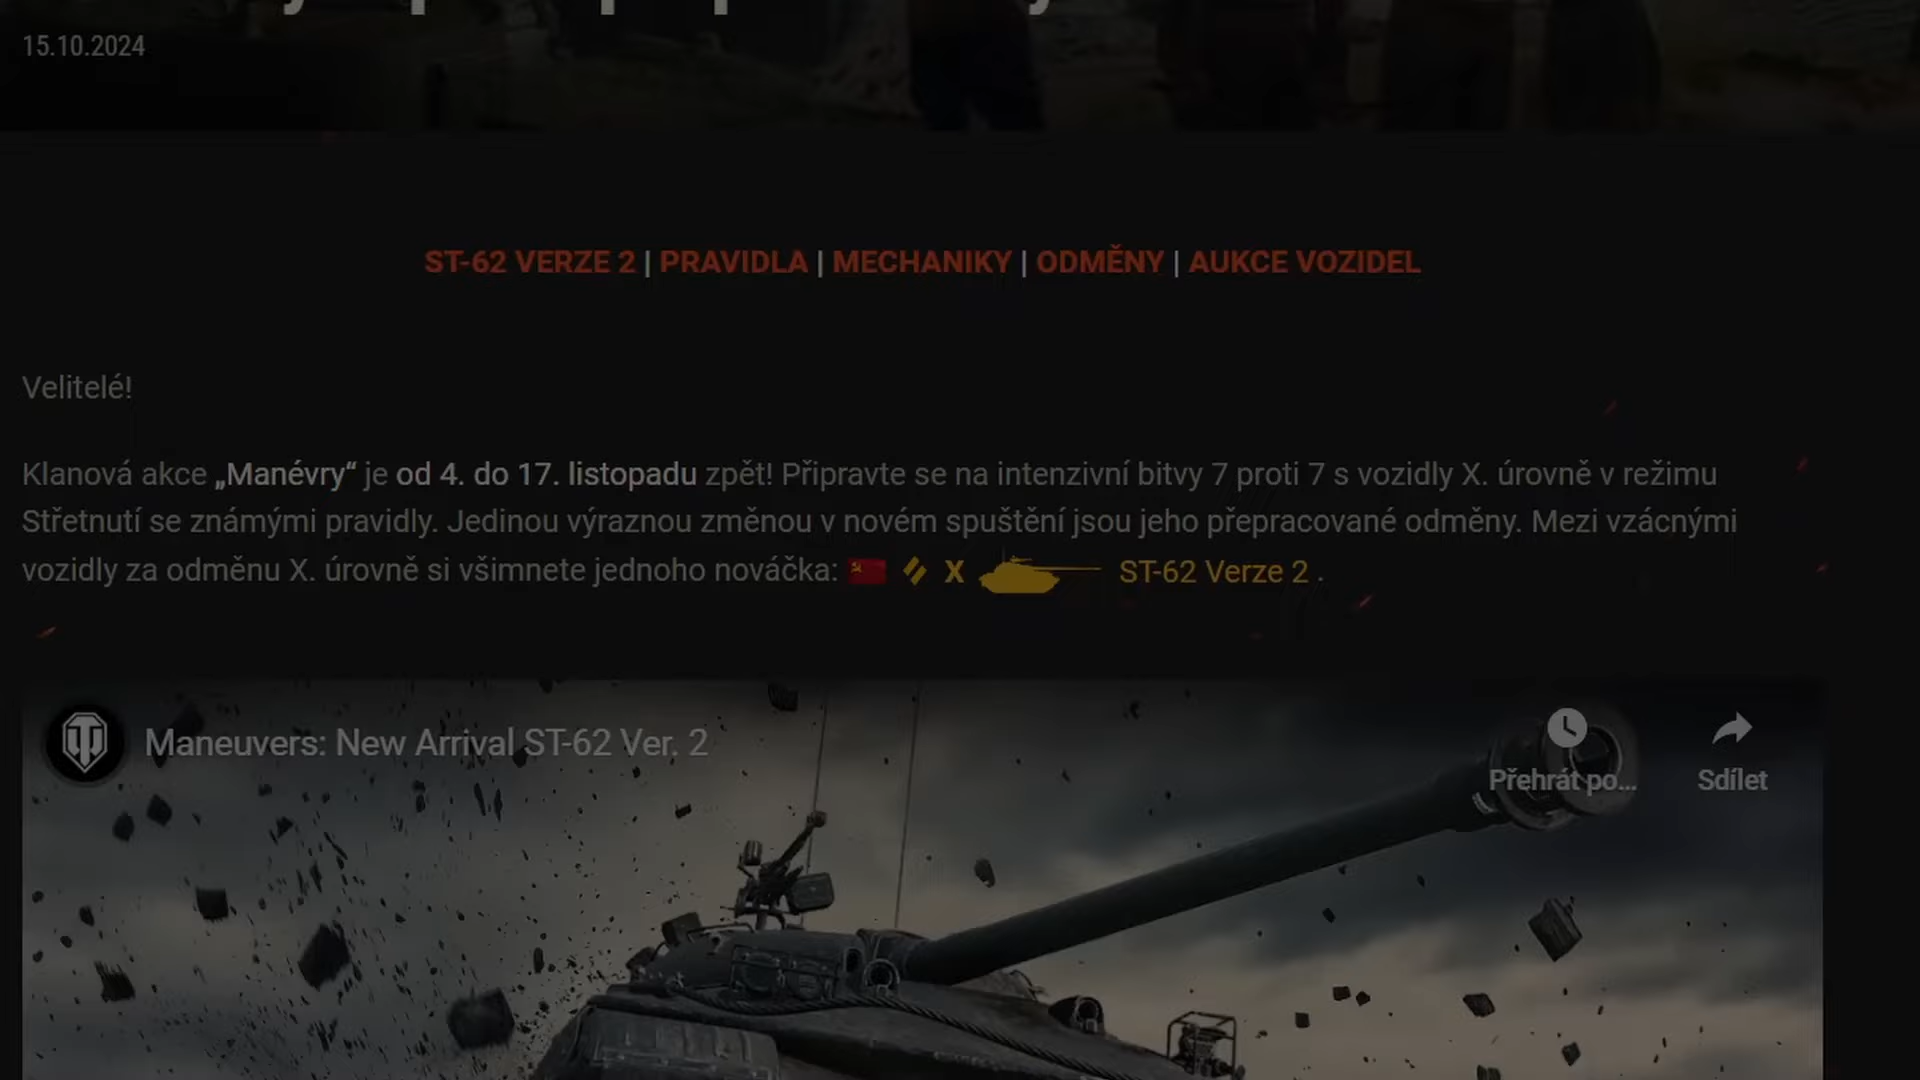 15.10.2024
ST-62 VERZE 2 | PRAVIDLA | MECHANIKY | ODMĚNY | AUKCE VOZIDEL
Velitelé!
Klanová akce „Manévry“ je od 4. do 17. listopadu zpět! Připravte se na intenzivní bitvy 7 proti 7 s vozidly X. úrovně v režimu
Střetnutí se známými pravidly. Jedinou výraznou změnou v novém spuštění jsou jeho přepracované odměny. Mezi vzácnými
vozidly za odměnu X. úrovně si všimnete jednoho nováčka: X ST-62 Verze 2 .
Maneuvers: New Arrival ST-62 Ver. 2
Přehrát po...
Sdílet